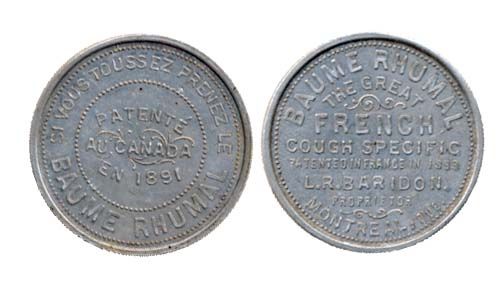 SI VOUS TOUSSEZ PRENEZ LE
BAUME RHUMAL
PATENTÉ
AU CANADA
EN 1891
BAUME RHUMAL
THE GREAT
FRENCH
COUGH SPECIFIC
PATENTED IN FRANCE IN
L.R. BARIDON.
PROPRIETOR
MONTREAL